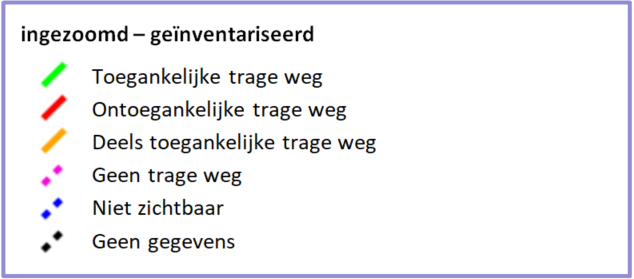 ingezoomd – geïnventariseerd
Toegankelijke trage weg
Ontoegankelijke trage weg
Deels toegankelijke trage weg
Geen trage weg
Niet zichtbaar
Geen gegevens